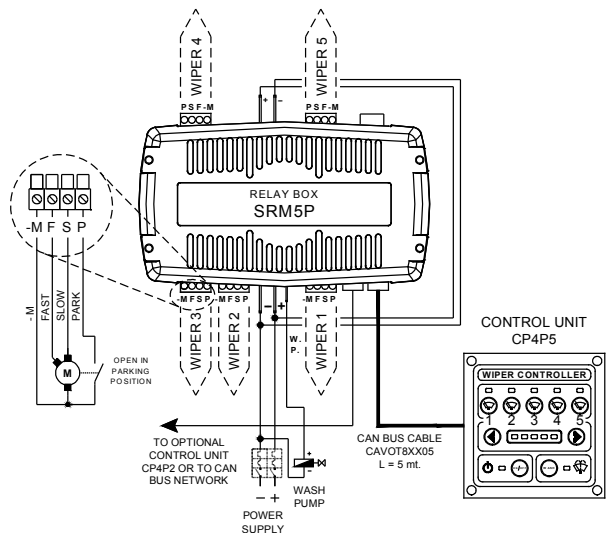 WIPER 4
WIPER 5
P S F -M
+ -
P S F -M
RELAY BOX
SRM5P
-M F S P
-M
FAST
SLOW
PARK
M
OPEN IN
PARKING
POSITION
-M F S P
-M F S P
- +
-M F S P
WIPER 3
WIPER 2
W.
P.
WIPER 1
TO OPTIONAL
CONTROL UNIT
CP4P2 OR TO CAN
BUS NETWORK
- +
POWER
SUPPLY
+
-
WASH
PUMP
CAN BUS CABLE
CAVOT8XX05
L = 5 mt.
CONTROL UNIT
CP4P5
WIPER CONTROLLER
1 2 3 4 5